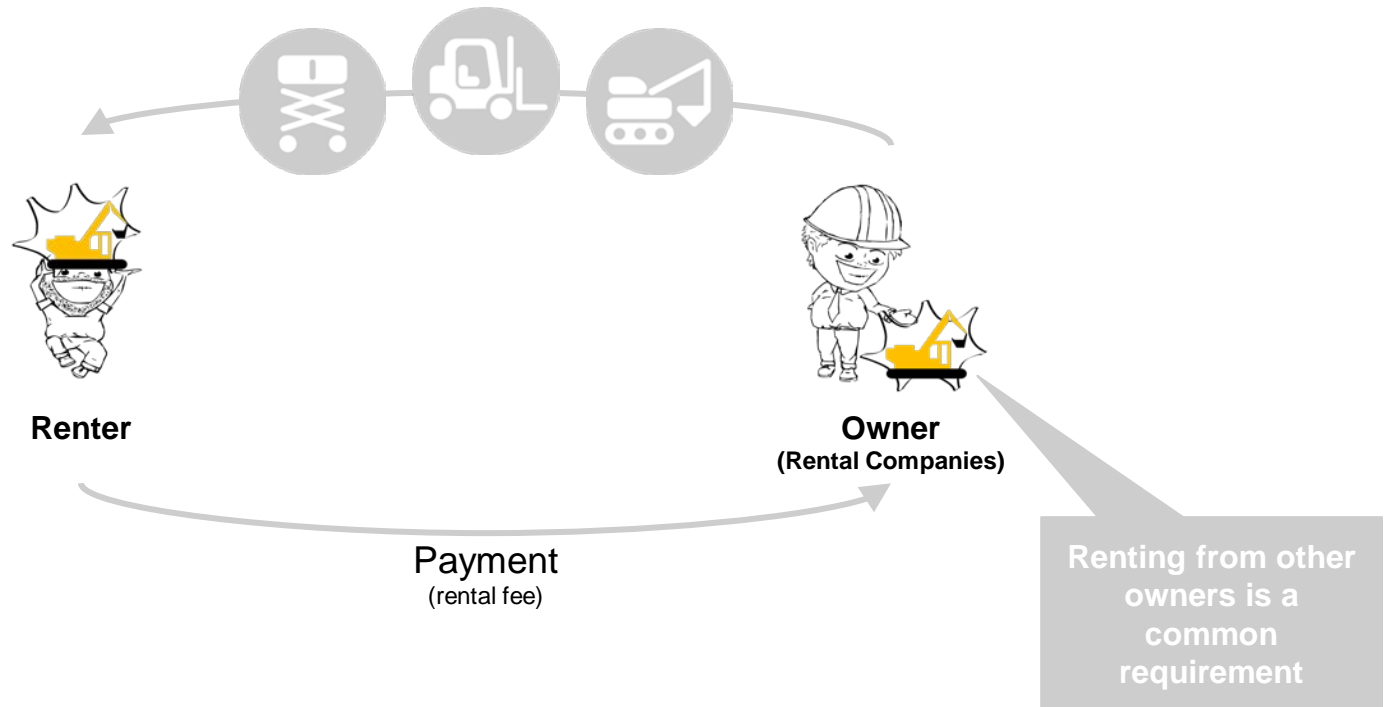 Renter
Owner
(Rental Companies)
Payment
(rental fee)
Renting from other
owners is a
common
requirement